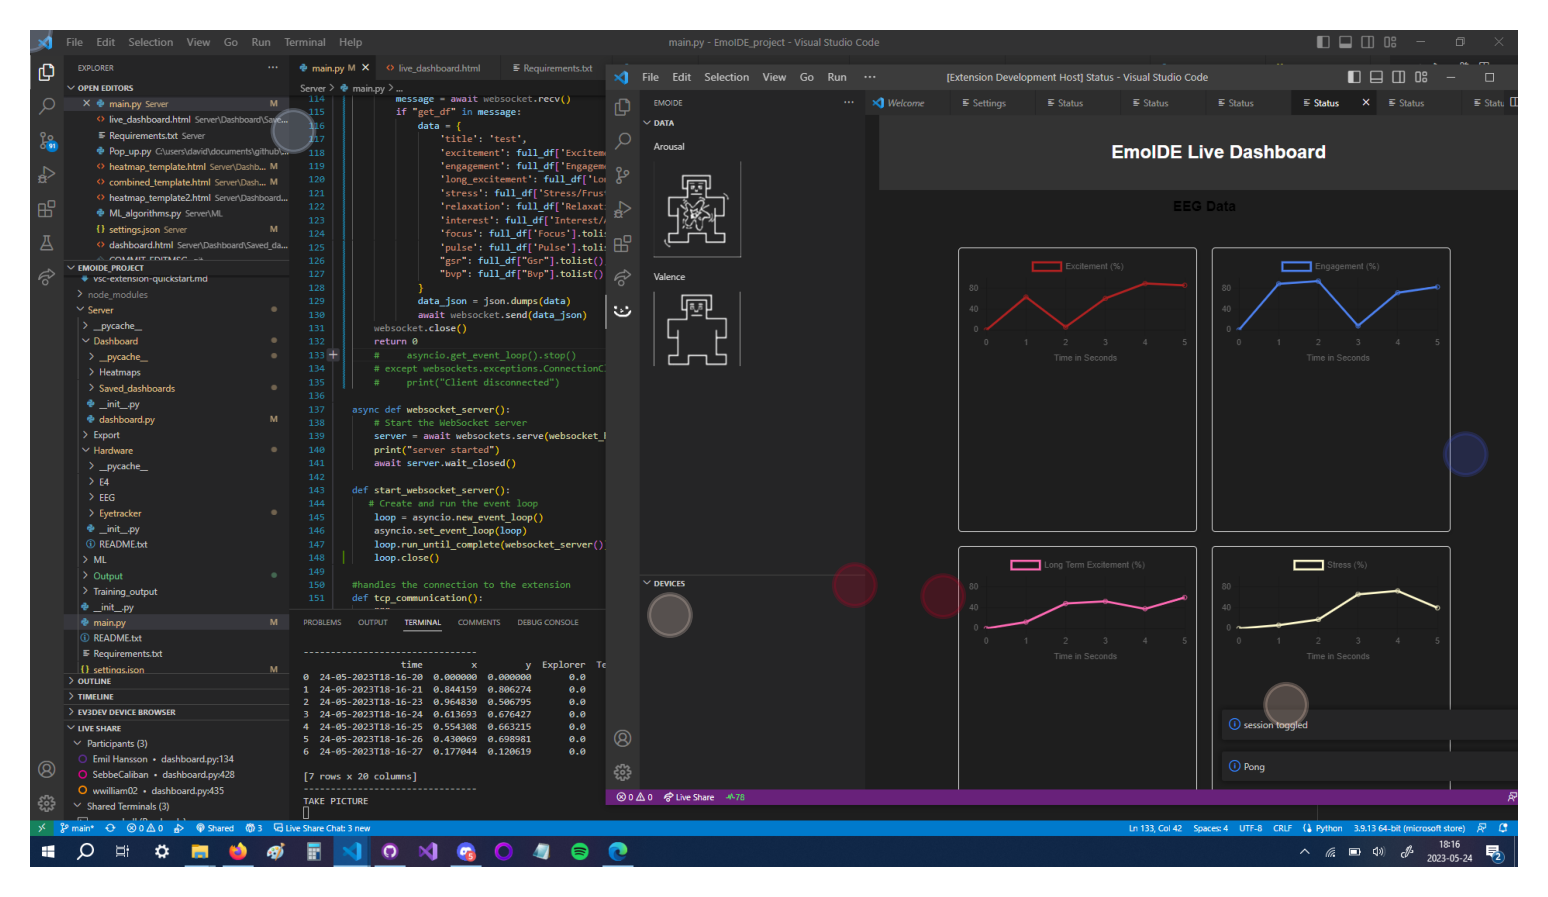 File Edit Selection View Go Run Terminal Help
main.py - EmoIDE_project - Visual Studio Code
EXPLORER
OPEN EDITORS
main.py Server M
live_dashboard.html Server\Dashboard\Save...
Requirements.txt Server
Pop_up.py C:\users\david\documents\github\...
heatmap_template.html Server\Dashb... M
combined_template.html Server\Dash... M
heatmap_template2.html Server\Dashboard...
ML_algorithms.py Server\ML
settings.json Server M
dashboard.html Server\Dashboard\Saved_da...
EMOIDE_PROJECT
vsc-extension-quickstart.md
node_modules
Server
__pycache__
Dashboard
__pycache__
Heatmaps
Saved_dashboards
__init__.py
dashboard.py M
Export
Hardware
__pycache__
E4
EEG
Eyetracker
__init__.py
README.txt
ML
Output
Training_output
__init__.py
main.py M
README.txt
Requirements.txt
settings.json M
OUTLINE
TIMELINE
EV3DEV DEVICE BROWSER
LIVE SHARE
Participants (3)
Emil Hansson • dashboard.py:134
SebbeCaliban • dashboard.py:428
wwilliam02 • dashboard.py:435
Shared Terminals (3)
main.py M
live_dashboard.html
Requirements.txt
Server > main.py > ...
114 message = await websocket.recv()
115 if "get_df" in message:
116 data = {
117 'title': 'test',
118 'excitement': full_df['Excitem
119 'engagement': full_df['Engagem
120 'long_excitement': full_df['Lo
121 'stress': full_df['Stress/Frus
122 'relaxation': full_df['Relaxat
123 'interest': full_df['Interest/
124 'focus': full_df['Focus'].toli
125 'pulse': full_df['Pulse'].toli
126 "gsr": full_df["Gsr"].tolist()
127 "bvp": full_df["Bvp"].tolist()
128 }
129 data_json = json.dumps(data)
130 await websocket.send(data_json)
131 websocket.close()
132 return 0
133 # asyncio.get_event_loop().stop()
134 # except websockets.exceptions.ConnectionC
135 # print("Client disconnected")
136
137 async def websocket_server():
138 # Start the WebSocket server
139 server = await websockets.serve(websocket_h
140 print("server started")
141 await server.wait_closed()
142
143 def start_websocket_server():
144 # Create and run the event loop
145 loop = asyncio.new_event_loop()
146 asyncio.set_event_loop(loop)
147 loop.run_until_complete(websocket_server())
148 loop.close()
149
150 #handles the connection to the extension
151 def tcp_communication():
PROBLEMS OUTPUT TERMINAL COMMENTS DEBUG CONSOLE
--------------------------------
time x y Explorer Te
0 24-05-2023T18-16-20 0.000000 0.000000 0.0
1 24-05-2023T18-16-21 0.844159 0.806274 0.0
2 24-05-2023T18-16-23 0.964830 0.506795 0.0
3 24-05-2023T18-16-24 0.613693 0.676427 0.0
4 24-05-2023T18-16-25 0.554308 0.663215 0.0
5 24-05-2023T18-16-26 0.430069 0.698981 0.0
6 24-05-2023T18-16-27 0.177044 0.120619 0.0
[7 rows x 20 columns]
--------------------------------
TAKE PICTURE
File Edit Selection View Go Run ...
[Extension Development Host] Status - Visual Studio Code
EMOIDE
DATA
Arousal
Valence
DEVICES
Welcome Settings Status Status Status Status Status Statu
EmoIDE Live Dashboard
EEG Data
Excitement (%)
80
40
0
0 1 2 3 4 5
Time in Seconds
Engagement (%)
80
40
0
0 1 2 3 4 5
Time in Seconds
Long Term Excitement (%)
80
40
0
0 1 2 3 4 5
Time in Seconds
Stress (%)
80
40
0
0 1 2 3 4 5
Time in Seconds
session toggled
Pong
0 0 Live Share -78
91
main* 0 0 Shared 3 Live Share Chat: 3 new
Ln 133, Col 42 Spaces: 4 UTF-8 CRLF Python 3.9.13 64-bit (microsoft store)
18:16
2023-05-24
2